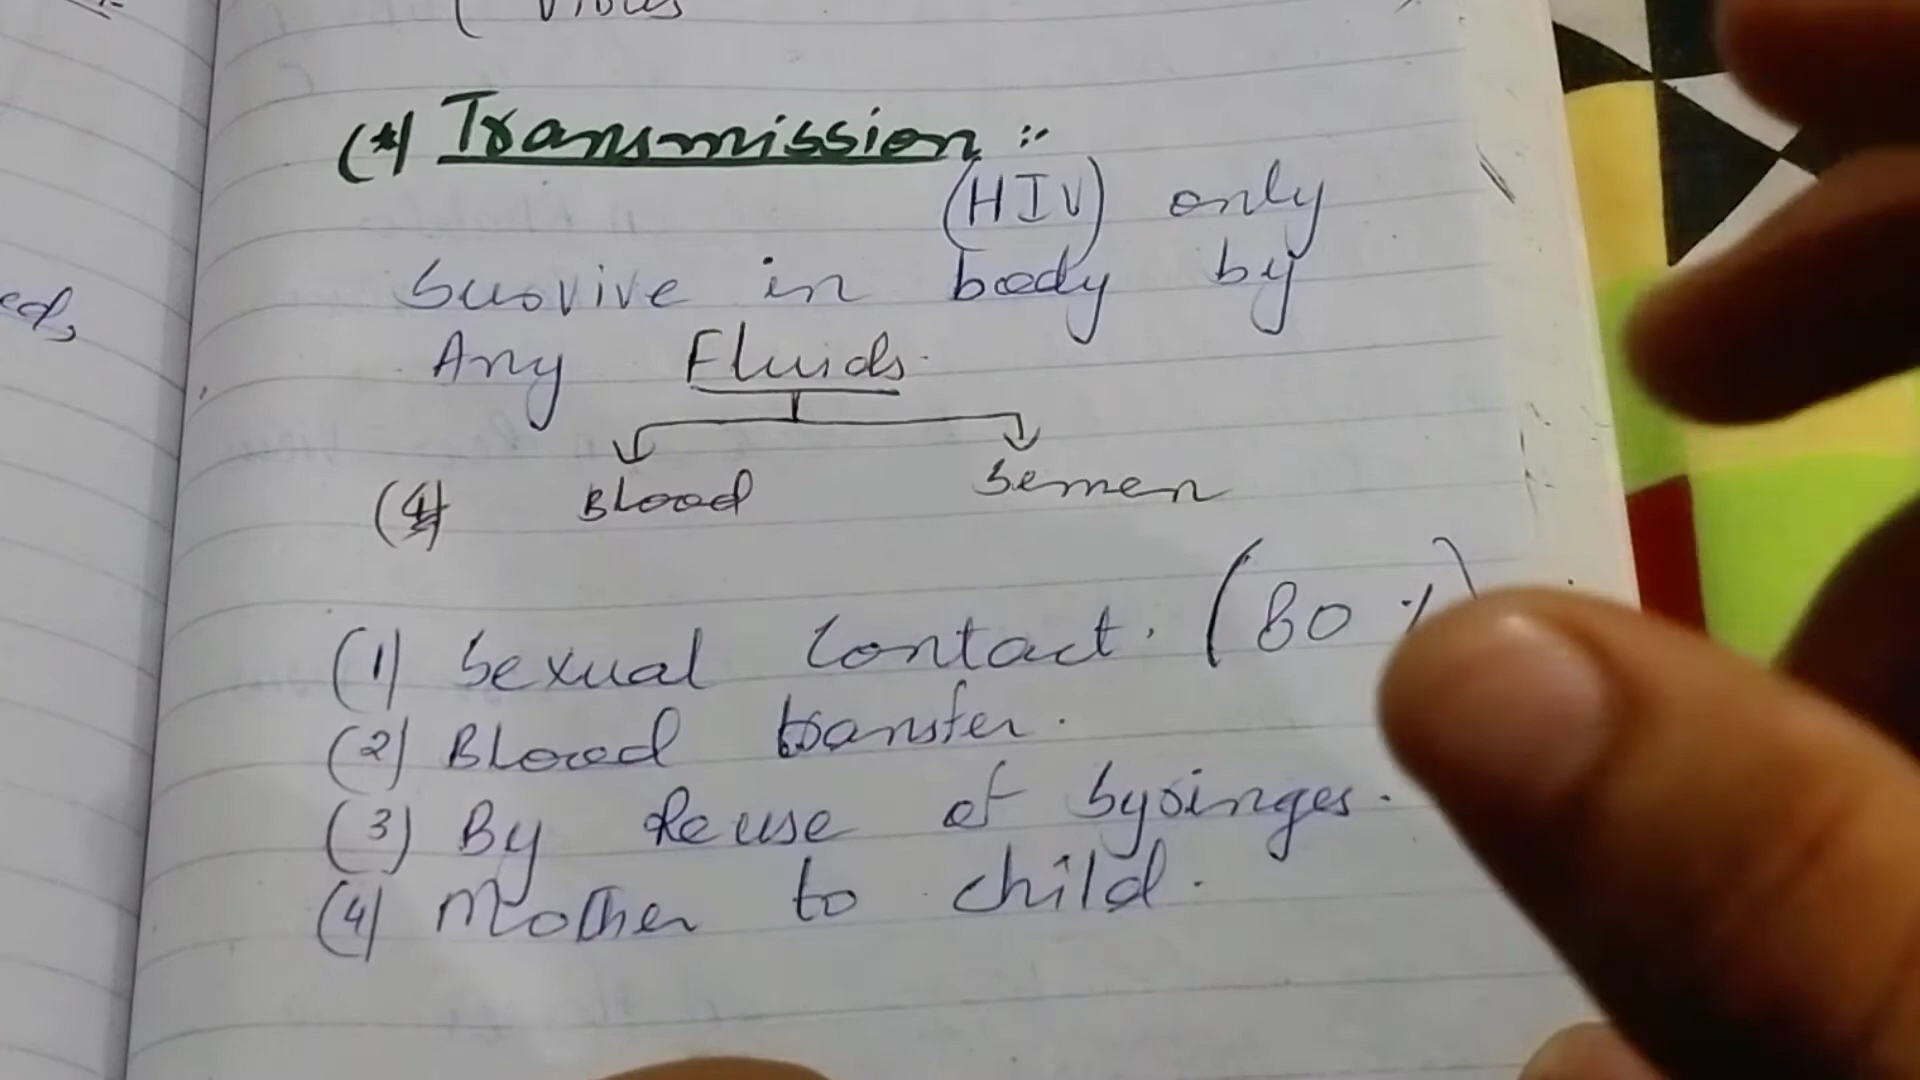 (*) Transmission :-
(HIV) only
Survive in body by
Any Fluids.
Blood Semen
(1) Sexual Contact. (80 %)
(2) Blood transfer.
(3) By Reuse of Syringes.
(4) Mother to child.